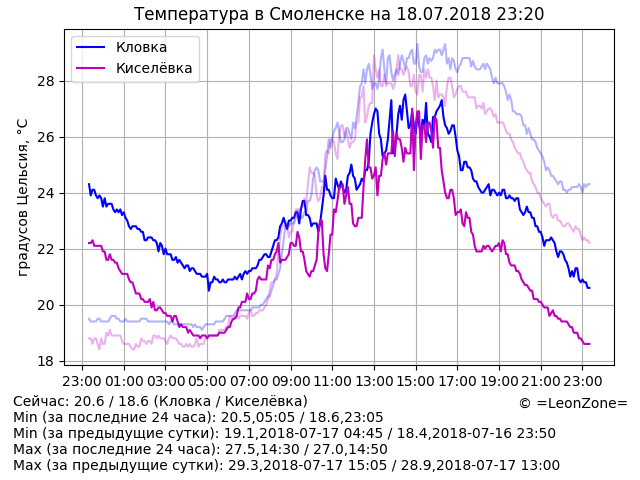 Температура в Смоленске на 18.07.2018 23:20
Кловка
Киселёвка
градусов Цельсия, °C
28
26
24
22
20
18
23:00 01:00 03:00 05:00 07:00 09:00 11:00 13:00 15:00 17:00 19:00 21:00 23:00
Сейчас: 20.6 / 18.6 (Кловка / Киселёвка)
© =LeonZone=
Min (за последние 24 часа): 20.5,05:05 / 18.6,23:05
Min (за предыдущие сутки): 19.1,2018-07-17 04:45 / 18.4,2018-07-16 23:50
Max (за последние 24 часа): 27.5,14:30 / 27.0,14:50
Max (за предыдущие сутки): 29.3,2018-07-17 15:05 / 28.9,2018-07-17 13:00